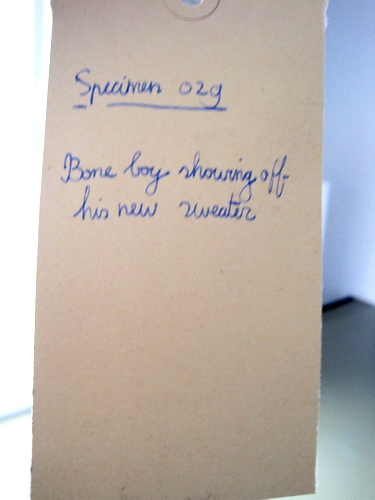 Specimen 029
Bone boy showing off
his new sweater